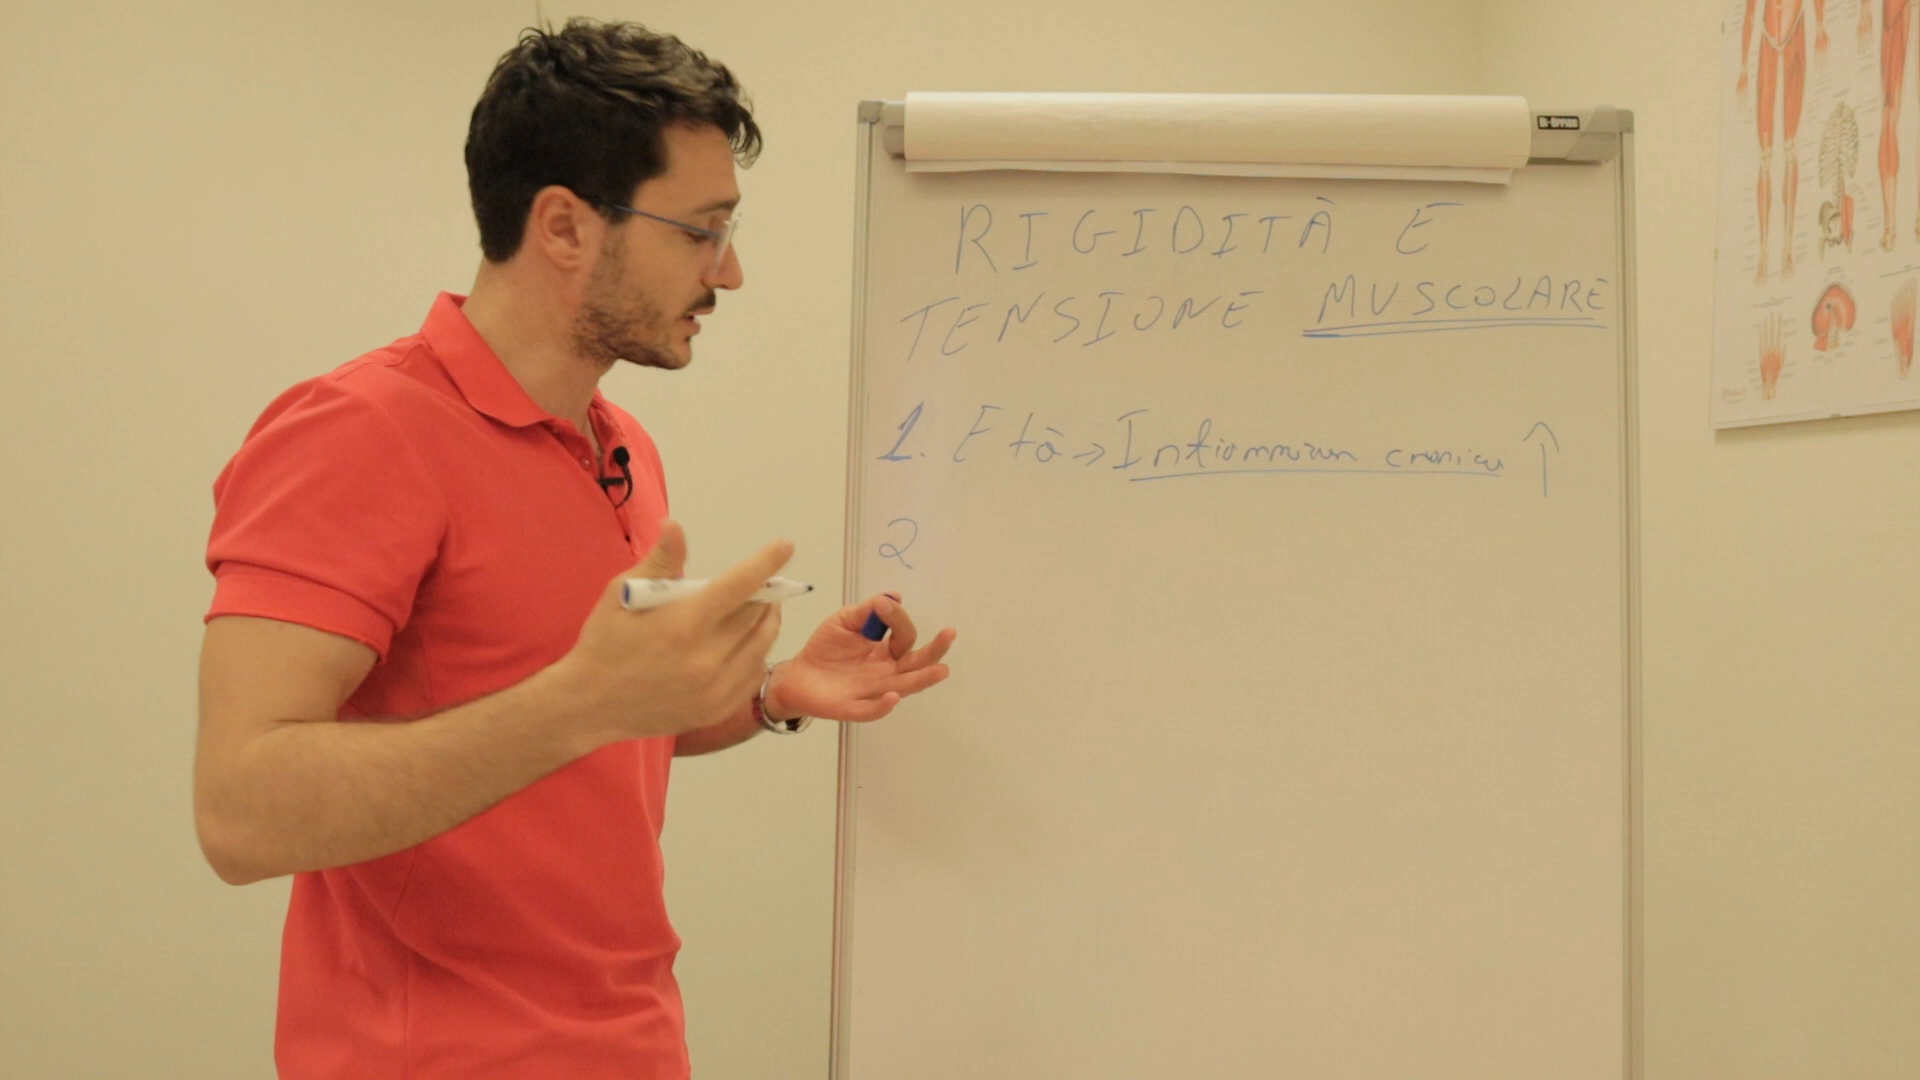 RIGIDITÀ E
TENSIONE MUSCOLARE
1. Età → Infiammazion cronica ↑
2